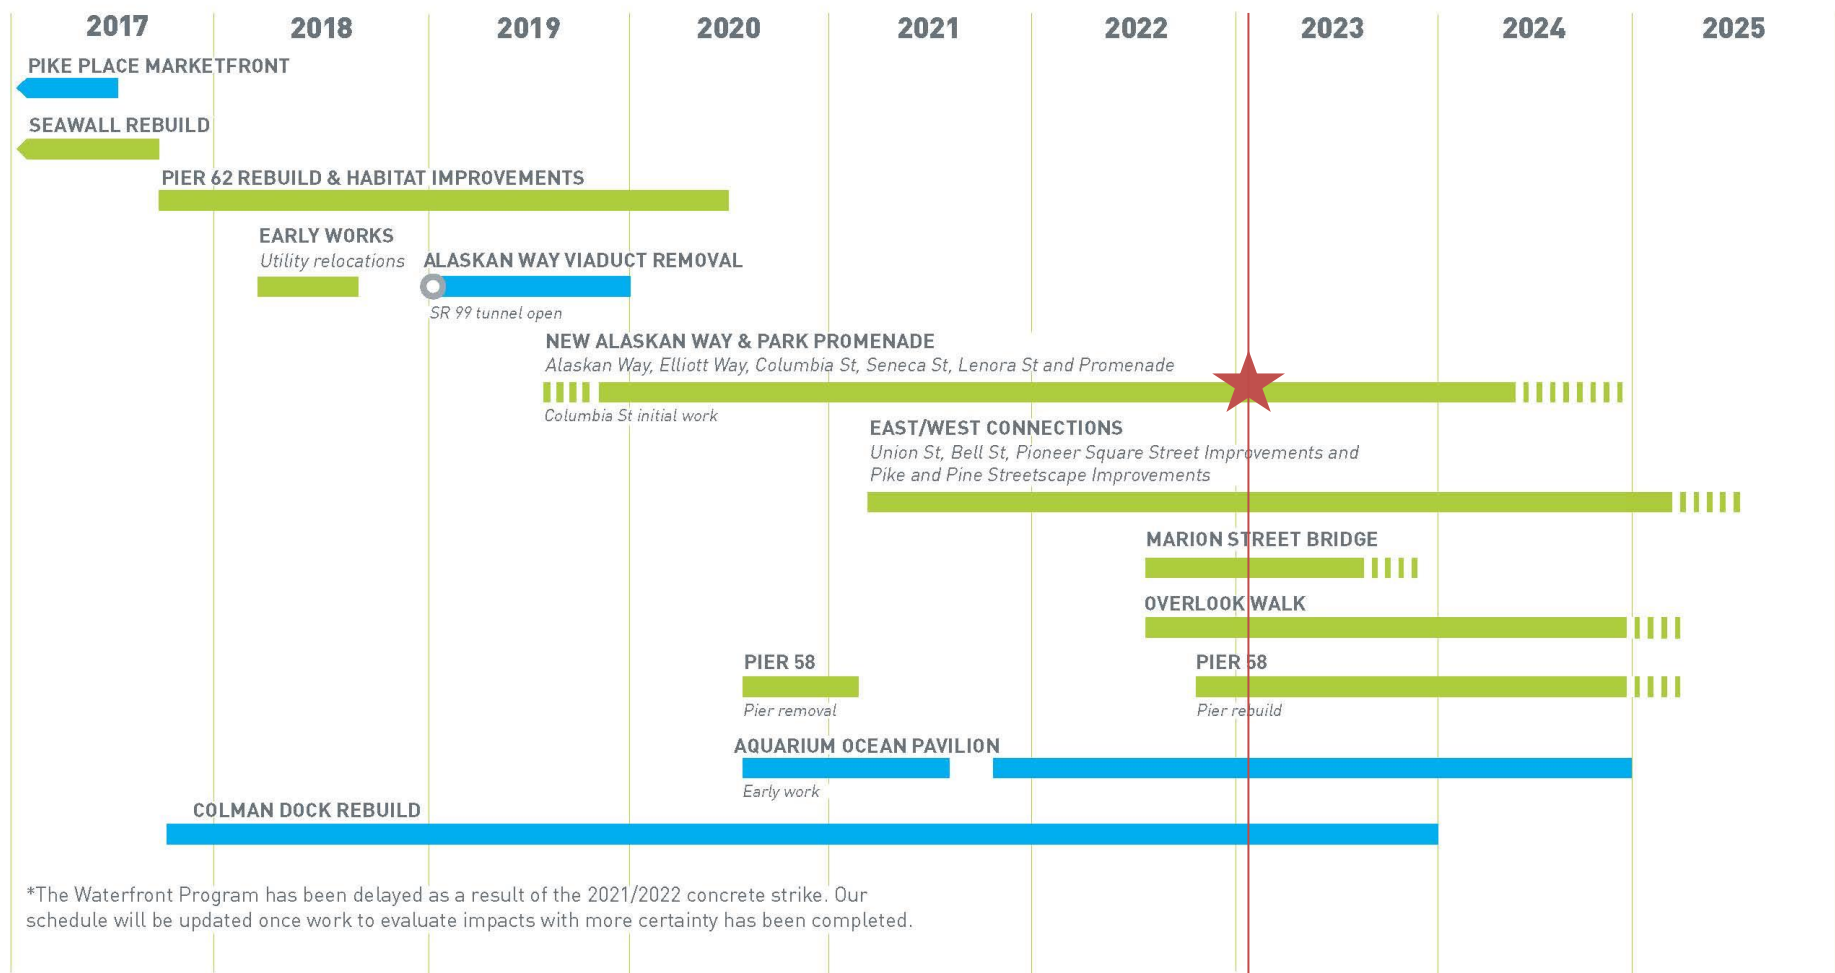 2017 2018 2019 2020 2021 2022 2023 2024 2025
PIKE PLACE MARKETFRONT
SEAWALL REBUILD
PIER 62 REBUILD & HABITAT IMPROVEMENTS
EARLY WORKS
Utility relocations
ALASKAN WAY VIADUCT REMOVAL
SR 99 tunnel open
NEW ALASKAN WAY & PARK PROMENADE
Alaskan Way, Elliott Way, Columbia St, Seneca St, Lenora St and Promenade
Columbia St initial work
EAST/WEST CONNECTIONS
Union St, Bell St, Pioneer Square Street Improvements and
Pike and Pine Streetscape Improvements
MARION STREET BRIDGE
OVERLOOK WALK
PIER 58
Pier removal
PIER 58
Pier rebuild
AQUARIUM OCEAN PAVILION
Early work
COLMAN DOCK REBUILD
*The Waterfront Program has been delayed as a result of the 2021/2022 concrete strike. Our
schedule will be updated once work to evaluate impacts with more certainty has been completed.